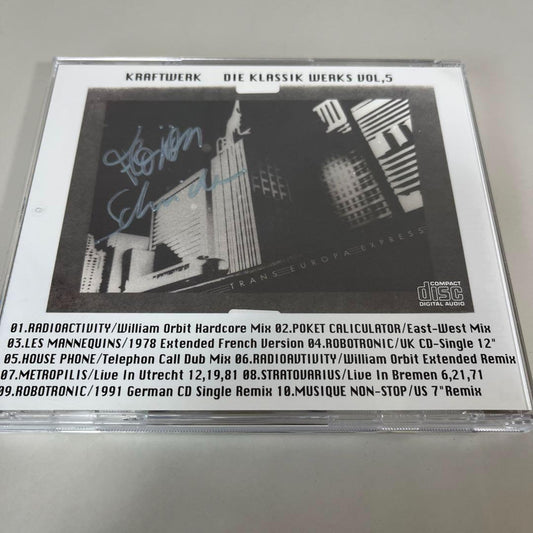 KRAFTWERK DIE KLASSIK WERKS VOL,5
Florian
Schneider
TRANS EUROPA EXPRESS
COMPACT
disc
DIGITAL AUDIO
01.RADIOACTIVITY/William Orbit Hardcore Mix 02.POKET CALICULATOR/East-West Mix
03.LES MANNEQUINS/1978 Extended French Version 04.ROBOTRONIC/UK CD-Single 12"
05.HOUSE PHONE/Telephon Call Dub Mix 06.RADIOAVTIVITY/William Orbit Extended Remix
07.METROPILIS/Live In Utrecht 12,19,81 08.STRATOVARIUS/Live In Bremen 6,21,71
09.ROBOTRONIC/1991 German CD Single Remix 10.MUSIQUE NON-STOP/US 7"Remix